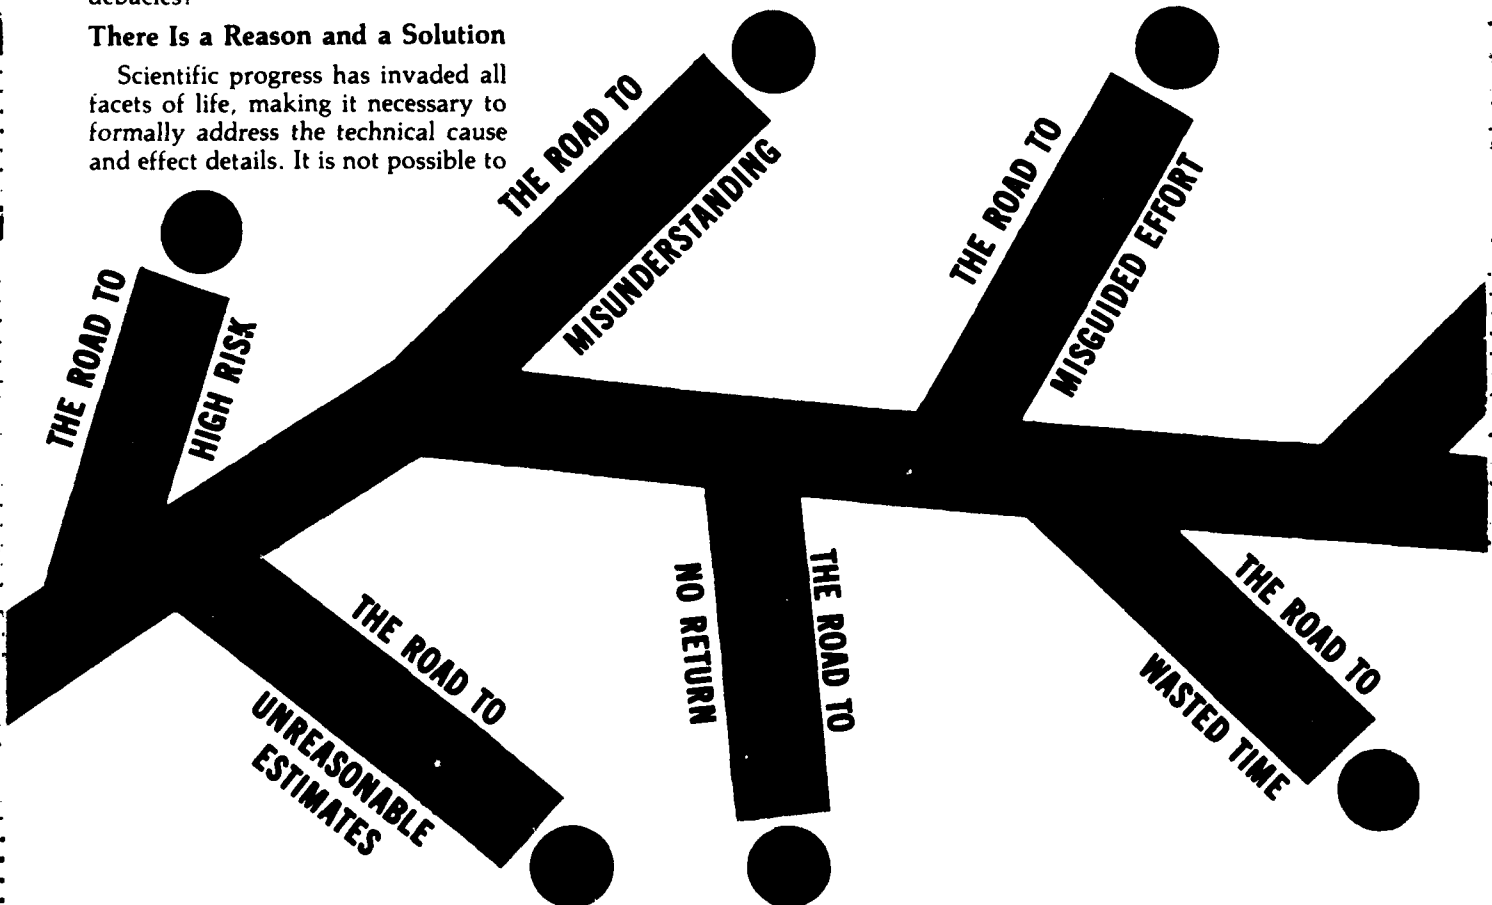 debacles?
There Is a Reason and a Solution
Scientific progress has invaded all
facets of life, making it necessary to
formally address the technical cause
and effect details. It is not possible to
THE ROAD TO
HIGH RISK
THE ROAD TO
MISUNDERSTANDING
THE ROAD TO
MISGUIDED EFFORT
THE ROAD TO
UNREASONABLE
ESTIMATES
THE ROAD TO
NO RETURN
THE ROAD TO
WASTED TIME